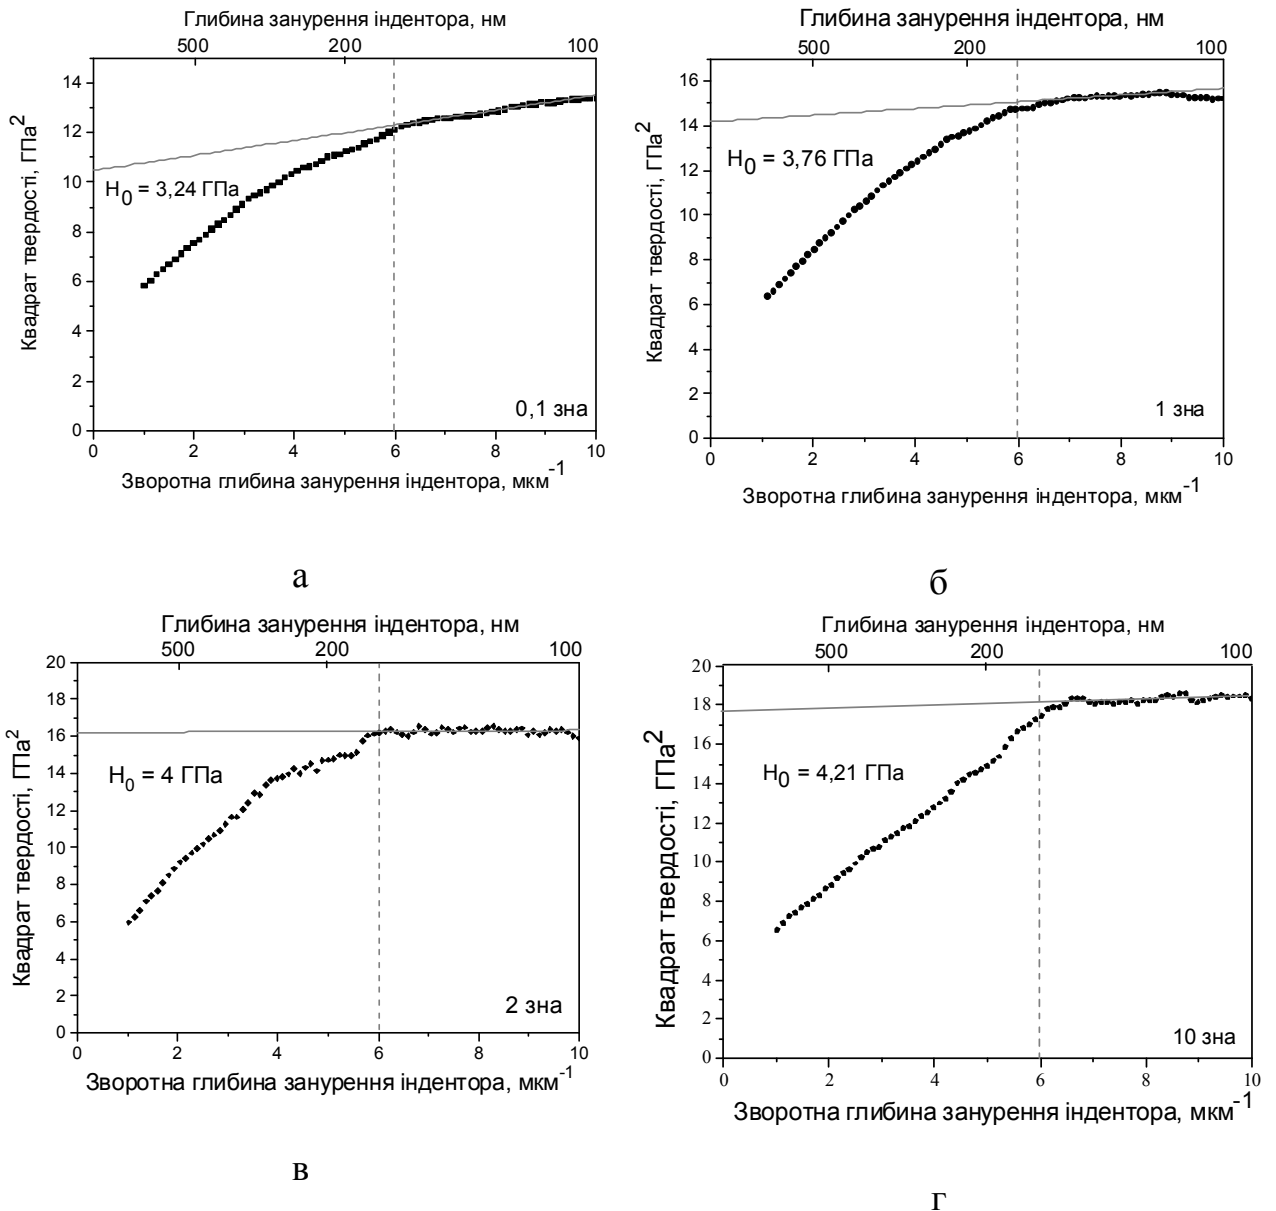 Глибина занурення індентора, нм
500 200 100
14
12
10
8
6
4
2
0
Квадрат твердості, ГПа²
H₀ = 3,24 ГПа
0,1 зна
0 2 4 6 8 10
Зворотна глибина занурення індентора, мкм⁻¹
а
Глибина занурення індентора, нм
500 200 100
16
14
12
10
8
6
4
2
0
Квадрат твердості, ГПа²
H₀ = 3,76 ГПа
1 зна
0 2 4 6 8 10
Зворотна глибина занурення індентора, мкм⁻¹
б
Глибина занурення індентора, нм
500 200 100
20
18
16
14
12
10
8
6
4
2
0
Квадрат твердості, ГПа²
H₀ = 4 ГПа
2 зна
0 2 4 6 8 10
Зворотна глибина занурення індентора, мкм⁻¹
в
Глибина занурення індентора, нм
500 200 100
20
18
16
14
12
10
8
6
4
2
0
Квадрат твердості, ГПа²
H₀ = 4,21 ГПа
10 зна
0 2 4 6 8 10
Зворотна глибина занурення індентора, мкм⁻¹
г